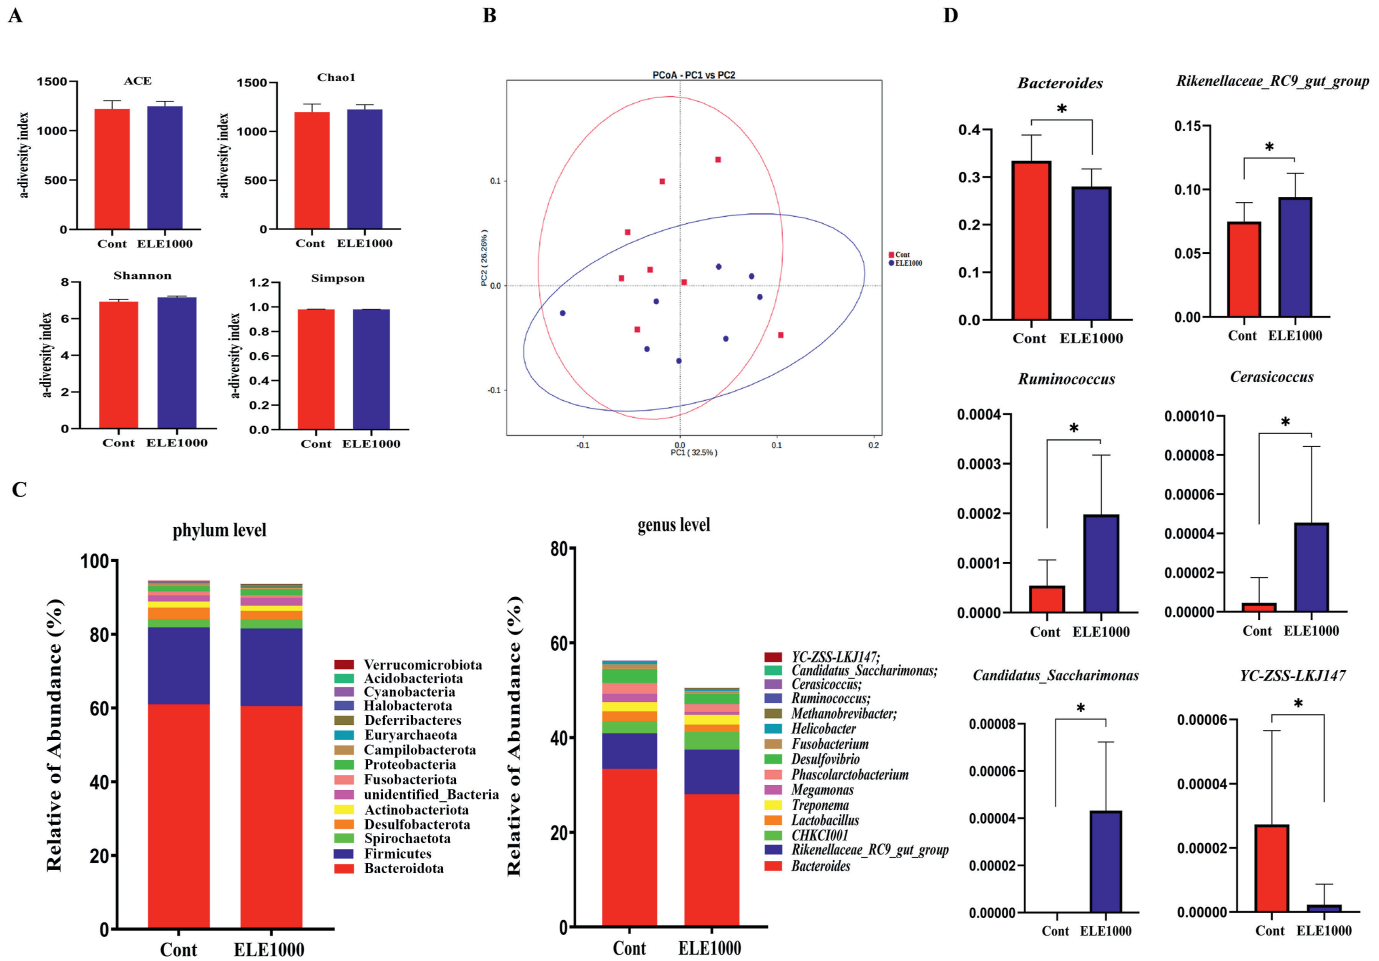 A
ACE
1500
1000
500
0
a-diversity index
Cont
ELE1000
Chao1
1500
1000
500
0
a-diversity index
Cont
ELE1000
Shannon
8
6
4
2
0
a-diversity index
Cont
ELE1000
Simpson
1.2
1.0
0.8
0.6
0.4
0.2
0.0
a-diversity index
Cont
ELE1000
B
PCoA - PC1 vs PC2
PC2 ( 26.26%)
0.1
0.0
-0.1
-0.1
0.0
0.1
0.2
PC1 ( 32.5%)
Cont
ELE1000
C
phylum level
Relative of Abundance (%)
100
80
60
40
20
0
Cont
ELE1000
Verrucomicrobiota
Acidobacteriota
Cyanobacteria
Halobacterota
Deferribacteres
Euryarchaeota
Campilobacterota
Proteobacteria
Fusobacteriota
unidentified_Bacteria
Actinobacteriota
Desulfobacterota
Spirochaetota
Firmicutes
Bacteroidota
genus level
Relative of Abundance (%)
80
60
40
20
0
Cont
ELE1000
YC-ZSS-LKJ147;
Candidatus_Saccharimonas;
Cerasicoccus;
Ruminococcus;
Methanobrevibacter;
Helicobacter
Fusobacterium
Desulfovibrio
Phascolarctobacterium
Megamonas
Treponema
Lactobacillus
CHKCI001
Rikenellaceae_RC9_gut_group
Bacteroides
D
Bacteroides
*
0.4
0.3
0.2
0.1
0.0
Cont
ELE1000
Rikenellaceae_RC9_gut_group
*
0.15
0.10
0.05
0.00
Cont
ELE1000
Ruminococcus
*
0.0004
0.0003
0.0002
0.0001
0.0000
Cont
ELE1000
Cerasicoccus
*
0.00010
0.00008
0.00006
0.00004
0.00002
0.00000
Cont
ELE1000
Candidatus_Saccharimonas
*
0.00008
0.00006
0.00004
0.00002
0.00000
Cont
ELE1000
YC-ZSS-LKJ147
*
0.00006
0.00004
0.00002
0.00000
Cont
ELE1000